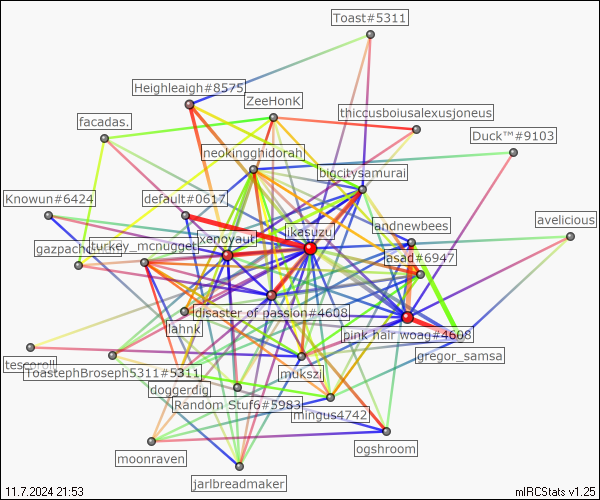 Toast#5311
Heighleaigh#8575
ZeeHonK
thiccusboiusalexusjoneus
facadas.
Duck™#9103
neokingghidorah
bigcitysamurai
Knowun#6424
default#0617
andnewbees
avelicious
ikasuzu
xenoyaut
turkey_mcnugget
asad#6947
disaster of passion#4608
lahnk
pink hair woag#4608
gregor_samsa
tescoroll
ToastephBroseph5311#5311
mukszi
doggerdig
Random Stuf6#5983
mingus4742
ogshroom
moonraven
jarlbreadmaker
11.7.2024 21:53
mIRCStats v1.25